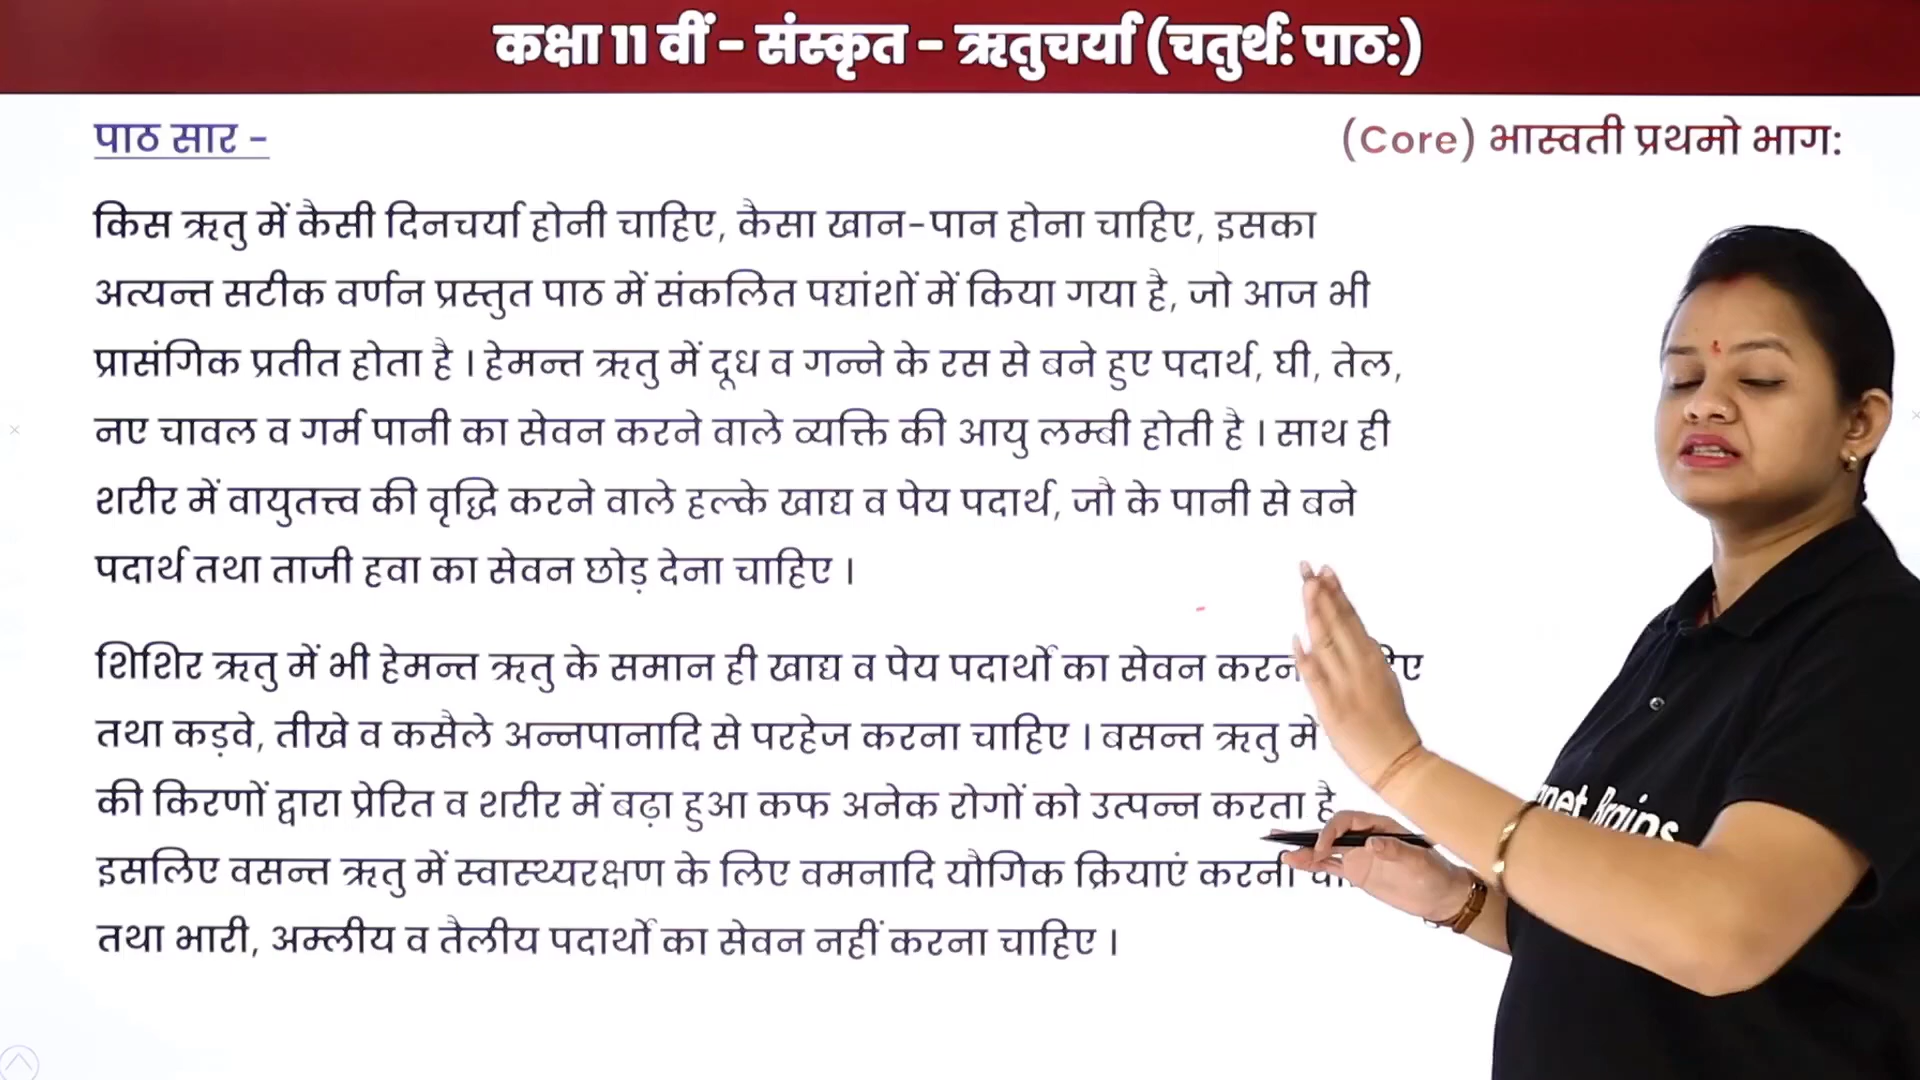 कक्षा 11 वीं - संस्कृत - ऋतुचर्या (चतुर्थ: पाठ:)
पाठ सार -
(Core) भास्वती प्रथमो भाग:
किस ऋतु में कैसी दिनचर्या होनी चाहिए, कैसा खान-पान होना चाहिए, इसका
अत्यन्त सटीक वर्णन प्रस्तुत पाठ में संकलित पद्यांशों में किया गया है, जो आज भी
प्रासंगिक प्रतीत होता है । हेमन्त ऋतु में दूध व गन्ने के रस से बने हुए पदार्थ, घी, तेल,
नए चावल व गर्म पानी का सेवन करने वाले व्यक्ति की आयु लम्बी होती है । साथ ही
शरीर में वायुतत्त्व की वृद्धि करने वाले हल्के खाद्य व पेय पदार्थ, जौ के पानी से बने
पदार्थ तथा ताजी हवा का सेवन छोड़ देना चाहिए ।
शिशिर ऋतु में भी हेमन्त ऋतु के समान ही खाद्य व पेय पदार्थों का सेवन
तथा कड़वे, तीखे व कसैले अन्नपानादि से परहेज करना चाहिए । बसन्त ऋतु में
की किरणों द्वारा प्रेरित व शरीर में बढ़ा हुआ कफ अनेक रोगों को उत्पन्न करता है
इसलिए वसन्त ऋतु में स्वास्थ्यरक्षण के लिए वमनादि यौगिक क्रियाएं करनी
तथा भारी, अम्लीय व तैलीय पदार्थों का सेवन नहीं करना चाहिए ।
Brains